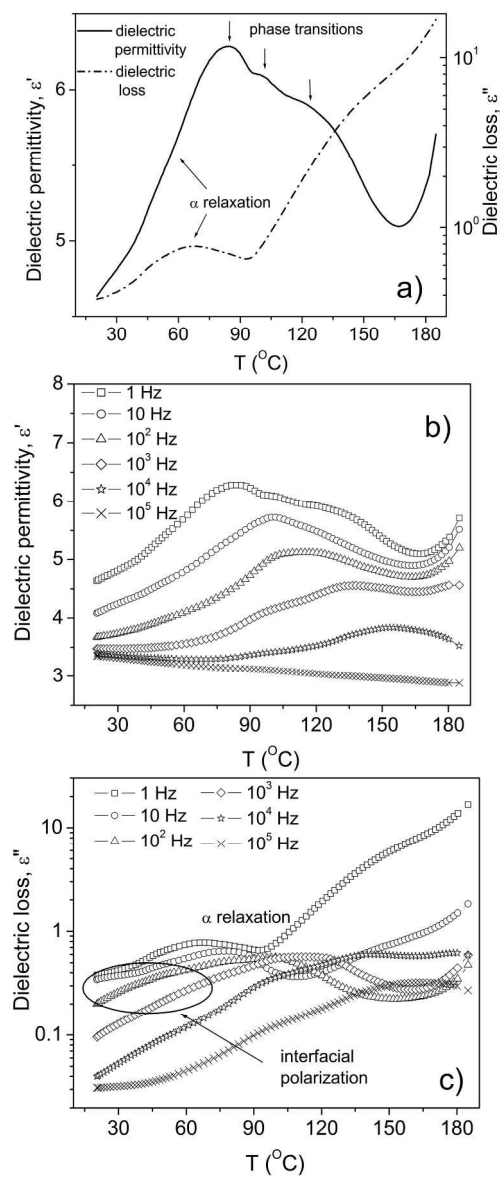 a)
phase transitions
dielectric
permittivity
dielectric
loss
α relaxation
Dielectric permittivity, ε'
6
5
Dielectric loss, ε"
10¹
10⁰
30 60 90 120 150 180
T (°C)
b)
1 Hz
10 Hz
10² Hz
10³ Hz
10⁴ Hz
10⁵ Hz
Dielectric permittivity, ε'
8
7
6
5
4
3
30 60 90 120 150 180
T (°C)
1 Hz
10 Hz
10² Hz
10³ Hz
10⁴ Hz
10⁵ Hz
Dielectric loss, ε"
10
1
0.1
α relaxation
interfacial
polarization
c)
30 60 90 120 150 180
T (°C)